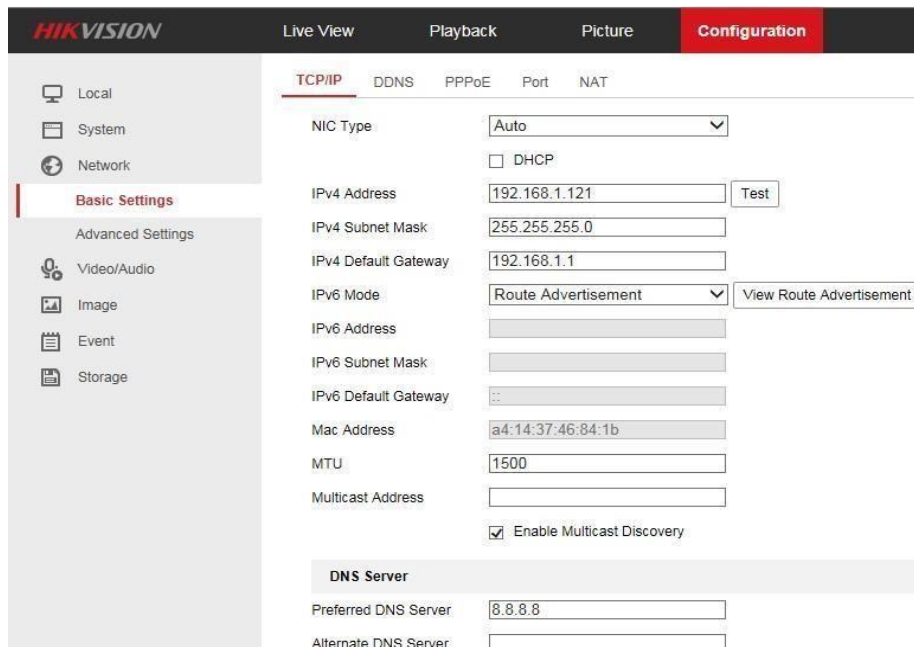 HIKVISION Live View Playback Picture Configuration
TCP/IP DDNS PPPoE Port NAT
Local
System
Network
Basic Settings
Advanced Settings
Video/Audio
Image
Event
Storage
NIC Type Auto
DHCP
IPv4 Address 192.168.1.121 Test
IPv4 Subnet Mask 255.255.255.0
IPv4 Default Gateway 192.168.1.1
IPv6 Mode Route Advertisement View Route Advertisement
IPv6 Address
IPv6 Subnet Mask
IPv6 Default Gateway ::
Mac Address a4:14:37:46:84:1b
MTU 1500
Multicast Address
Enable Multicast Discovery
DNS Server
Preferred DNS Server 8.8.8.8
Alternate DNS Server